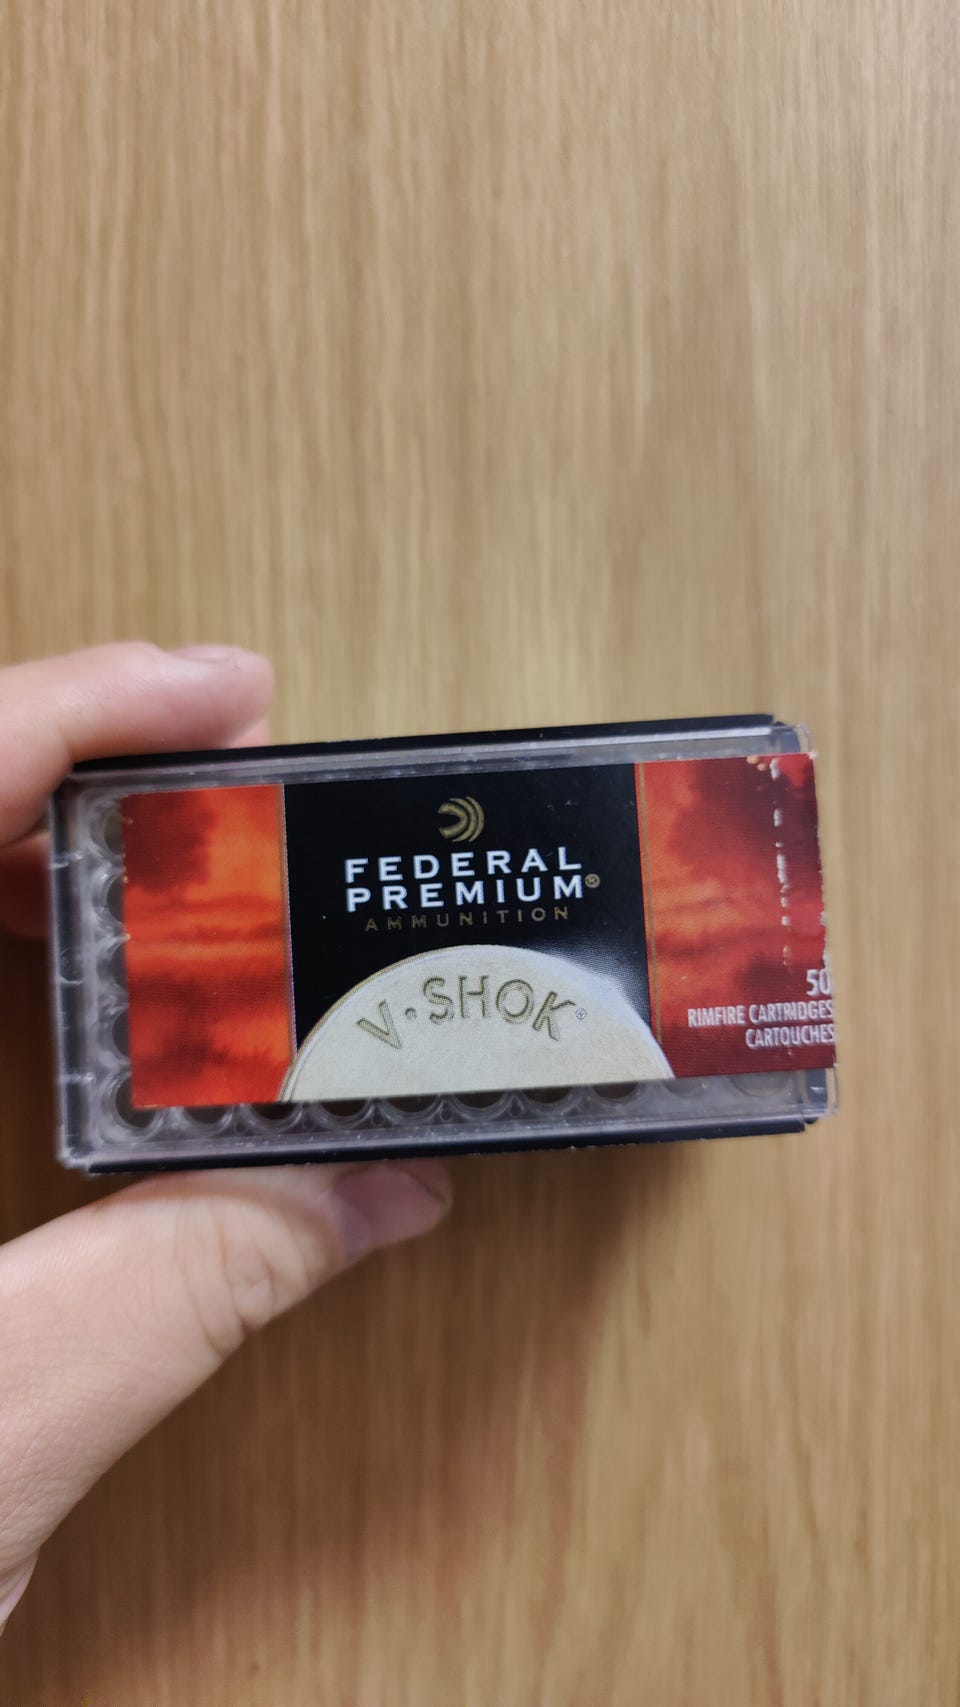 FEDERAL
PREMIUM®
AMMUNITION
V·SHOK®
50
RIMFIRE CARTRIDGES
CARTOUCHES